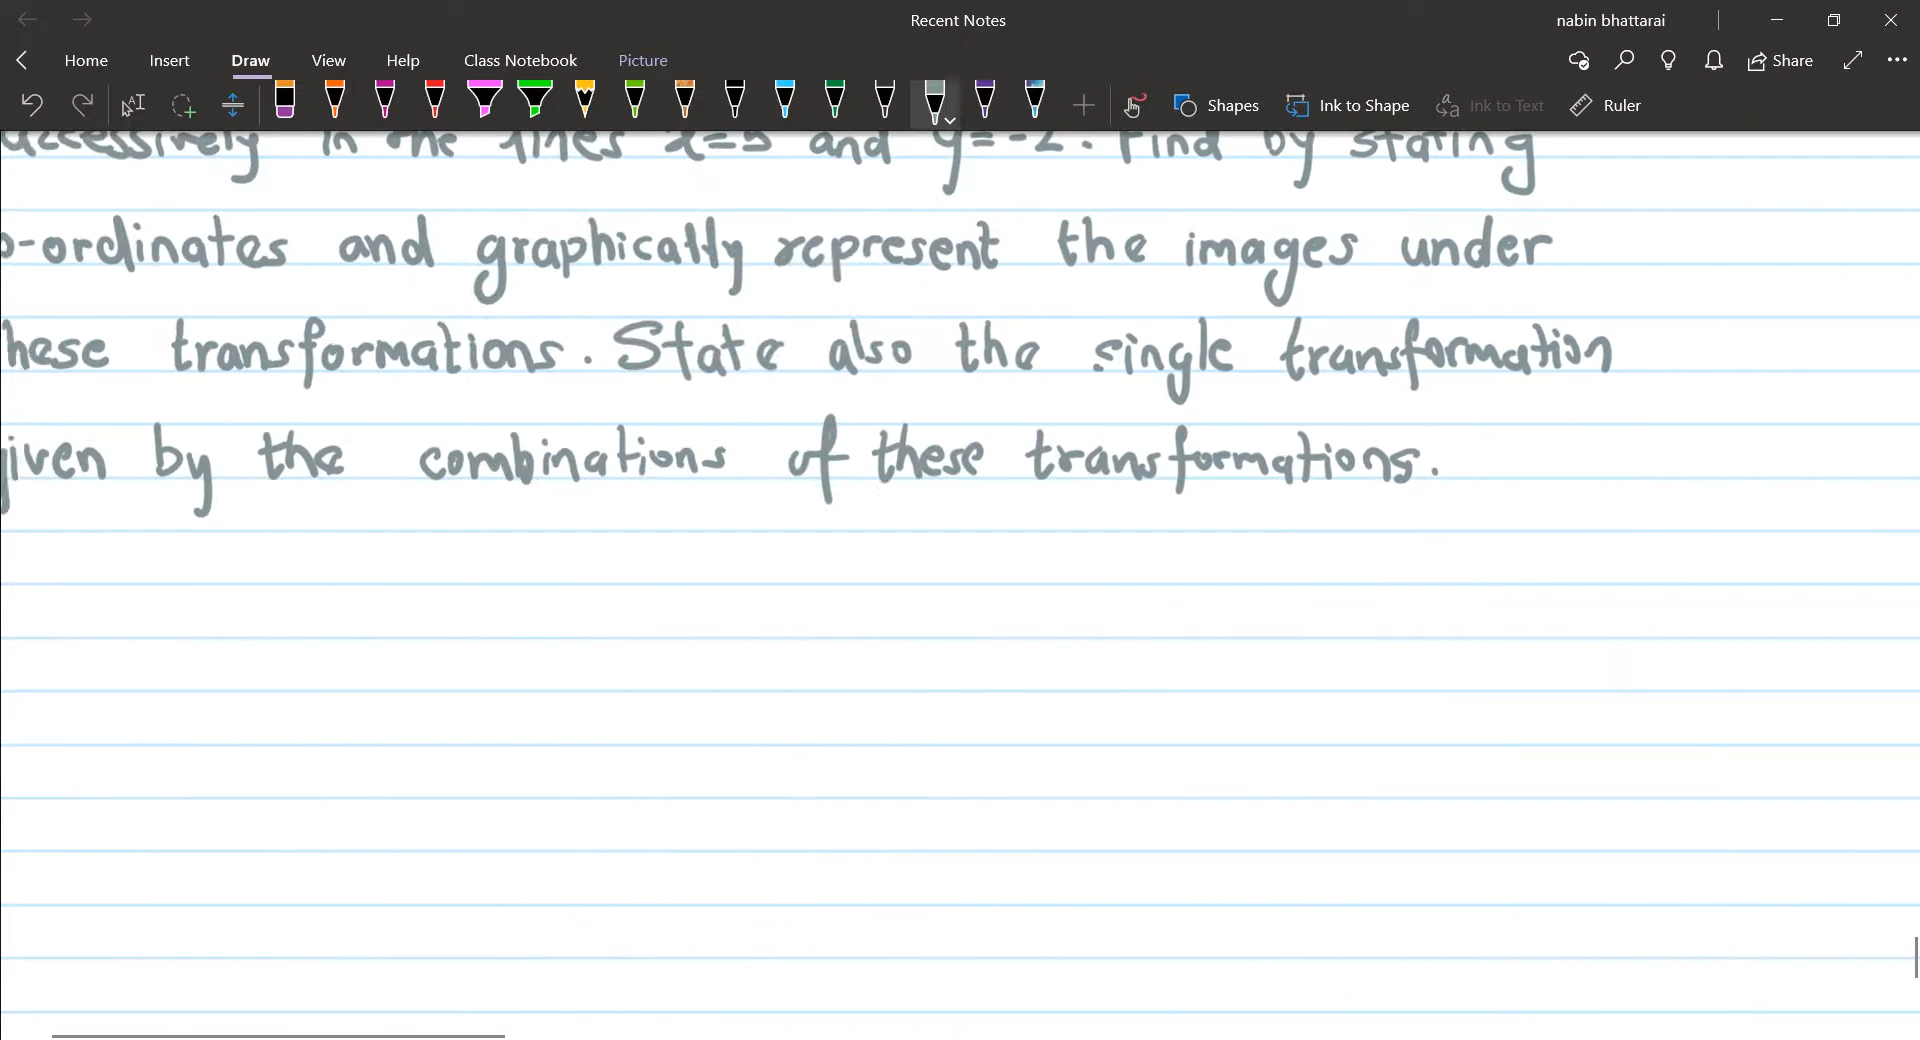 Recent Notes
nabin bhattarai
Home Insert Draw View Help Class Notebook Picture
Share
Shapes
Ink to Shape
Ink to Text
Ruler
uccessively in the lines and y=-2. Find by stating
o-ordinates and graphically represent the images under
hese transformations. State also the single transformation
given by the combinations of these transformations.